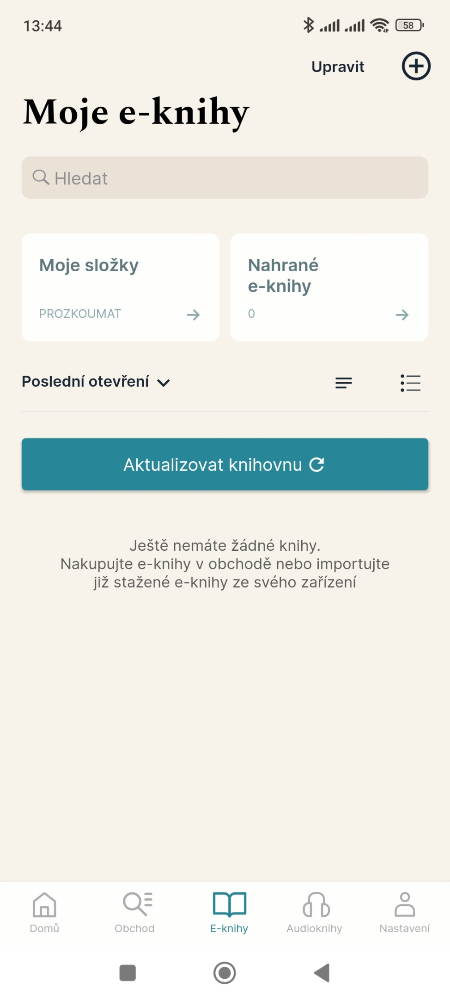 13:44
58
Upravit
Moje e-knihy
Hledat
Moje složky
PROZKOUMAT
Nahrané
e-knihy
0
Poslední otevření
Aktualizovat knihovnu
Ještě nemáte žádné knihy.
Nakupujte e-knihy v obchodě nebo importujte
již stažené e-knihy ze svého zařízení
Domů
Obchod
E-knihy
Audioknihy
Nastavení